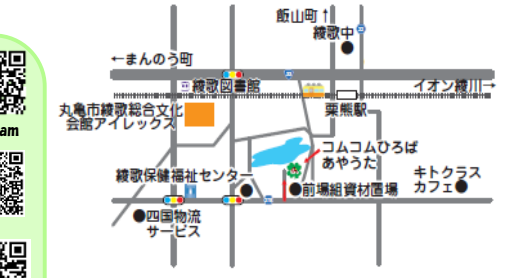 飯山町↑
綾歌中
●
←まんのう町
綾歌図書館
イオン綾川→
丸亀市綾歌総合文化
会館アイレックス
栗熊駅
コムコムひろば
あやうた
綾歌保健福祉センター
●
キトクラス
カフェ●
●前場組資材置場
●四国物流
サービス
am